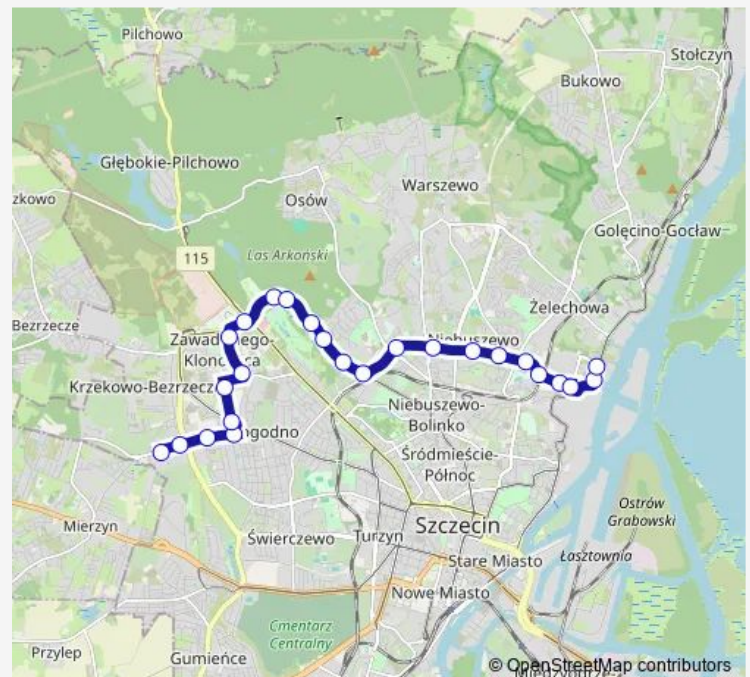 Pilchowo
Stołczyn
Bukowo
Głębokie-Pilchowo
Warszewo
zkowo
Osów
Golęcino-Gocław
115
Las Arkoński
Żelechowa
Bezrzecze
Niebuszewo
Krzekowo-Bezrzecz
Niebuszewo-
Bolinko
ogodno
Śródmieście-
Północ
Ostrów
Grabowski
Mierzyn
Szczecin
Świerczewo
Turzyn
Stare Miasto
Łasztownia
Nowe Miasto
Cmentarz
Centralny
Przylep
Gumieńce
© OpenStreetMap contributors